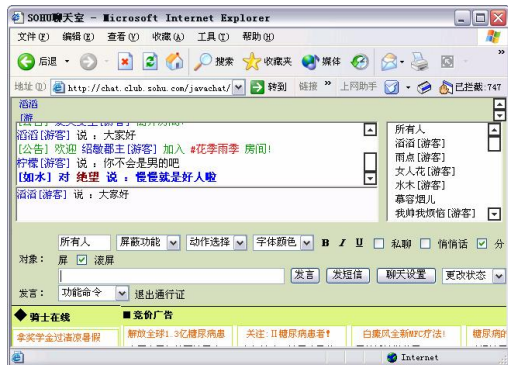 SOHU聊天室 - Microsoft Internet Explorer
文件(F) 编辑(E) 查看(V) 收藏(A) 工具(T) 帮助(H)
后退 搜索 收藏夹 媒体
地址(D) http://chat.club.sohu.com/javachat/ 转到 链接 » 上网助手 已拦截:747
滔滔
[游
滔滔[游客] 说 : 大家好
[公告] 欢迎 绍敏郡主[游客] 加入 #花季雨季 房间!
柠檬[游客] 说 : 你不会是男的吧
[如水] 对 绝望 说 : 慢慢就是好人啦
滔滔[游客] 说 : 大家好
所有人
滔滔[游客]
雨点[游客]
女人花[游客]
水木[游客]
慕容烟儿
我帅我烦恼[游客]
所有人 屏蔽功能 动作选择 字体颜色 B I U 私聊 悄悄话 分
对象: 屏 滚屏
发言 发短信 聊天设置 更改状态
发言: 功能命令 退出通行证
◆ 骑士在线 ■ 竞价广告
拿奖学金过清凉暑假 解放全球1.3亿糖尿病患 关注:II糖尿病患者! 白癜风全新WFC疗法! 糖尿病的
Internet